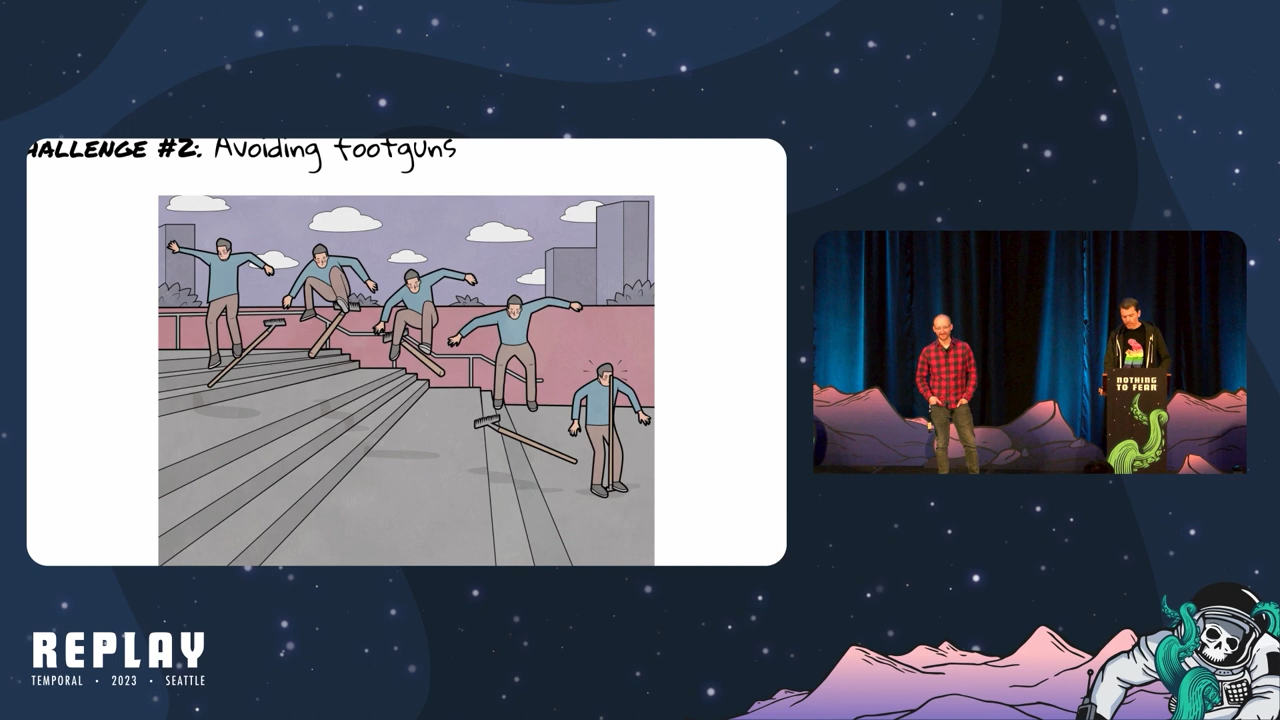 HALLENGE #2: Avoiding footguns
NOTHING
TO FEAR
REPLAY
TEMPORAL • 2023 • SEATTLE